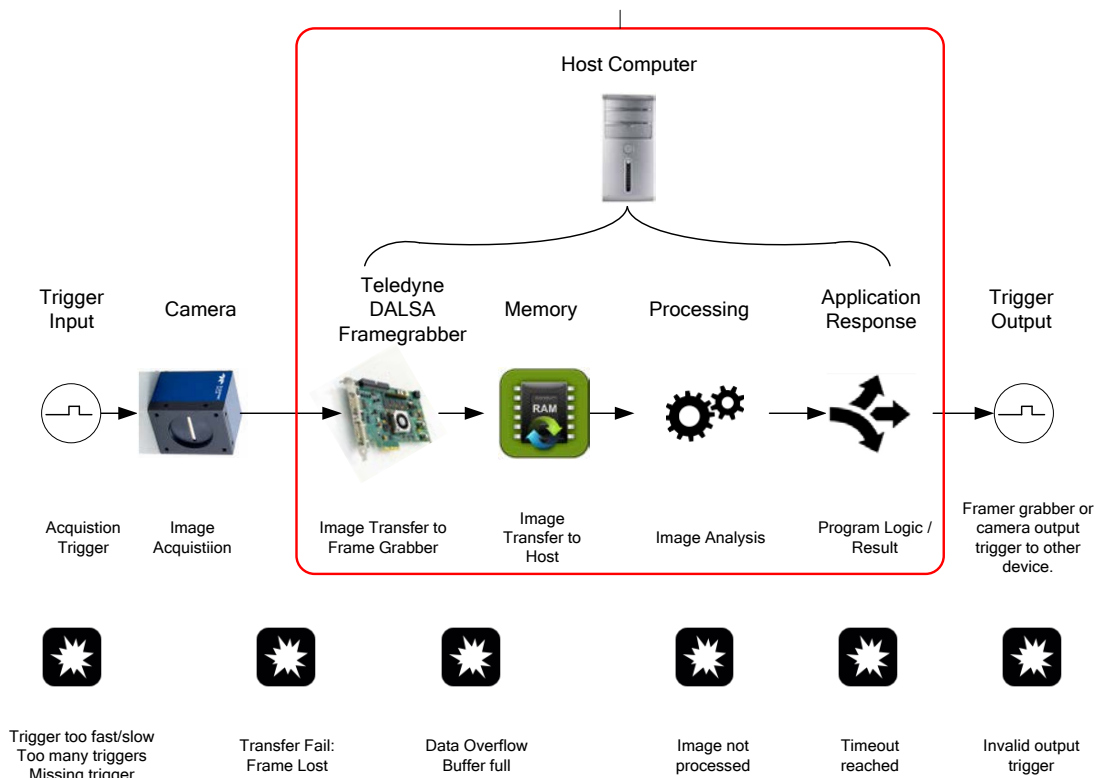 Host Computer
Trigger
Input
Camera
Teledyne
DALSA
Framegrabber
Memory
Processing
Application
Response
Trigger
Output
RAM
Acquistion
Trigger
Image
Acquistiion
Image Transfer to
Frame Grabber
Image
Transfer to
Host
Image Analysis
Program Logic /
Result
Framer grabber or
camera output
trigger to other
device.
Trigger too fast/slow
Too many triggers
Missing trigger
Transfer Fail:
Frame Lost
Data Overflow
Buffer full
Image not
processed
Timeout
reached
Invalid output
trigger